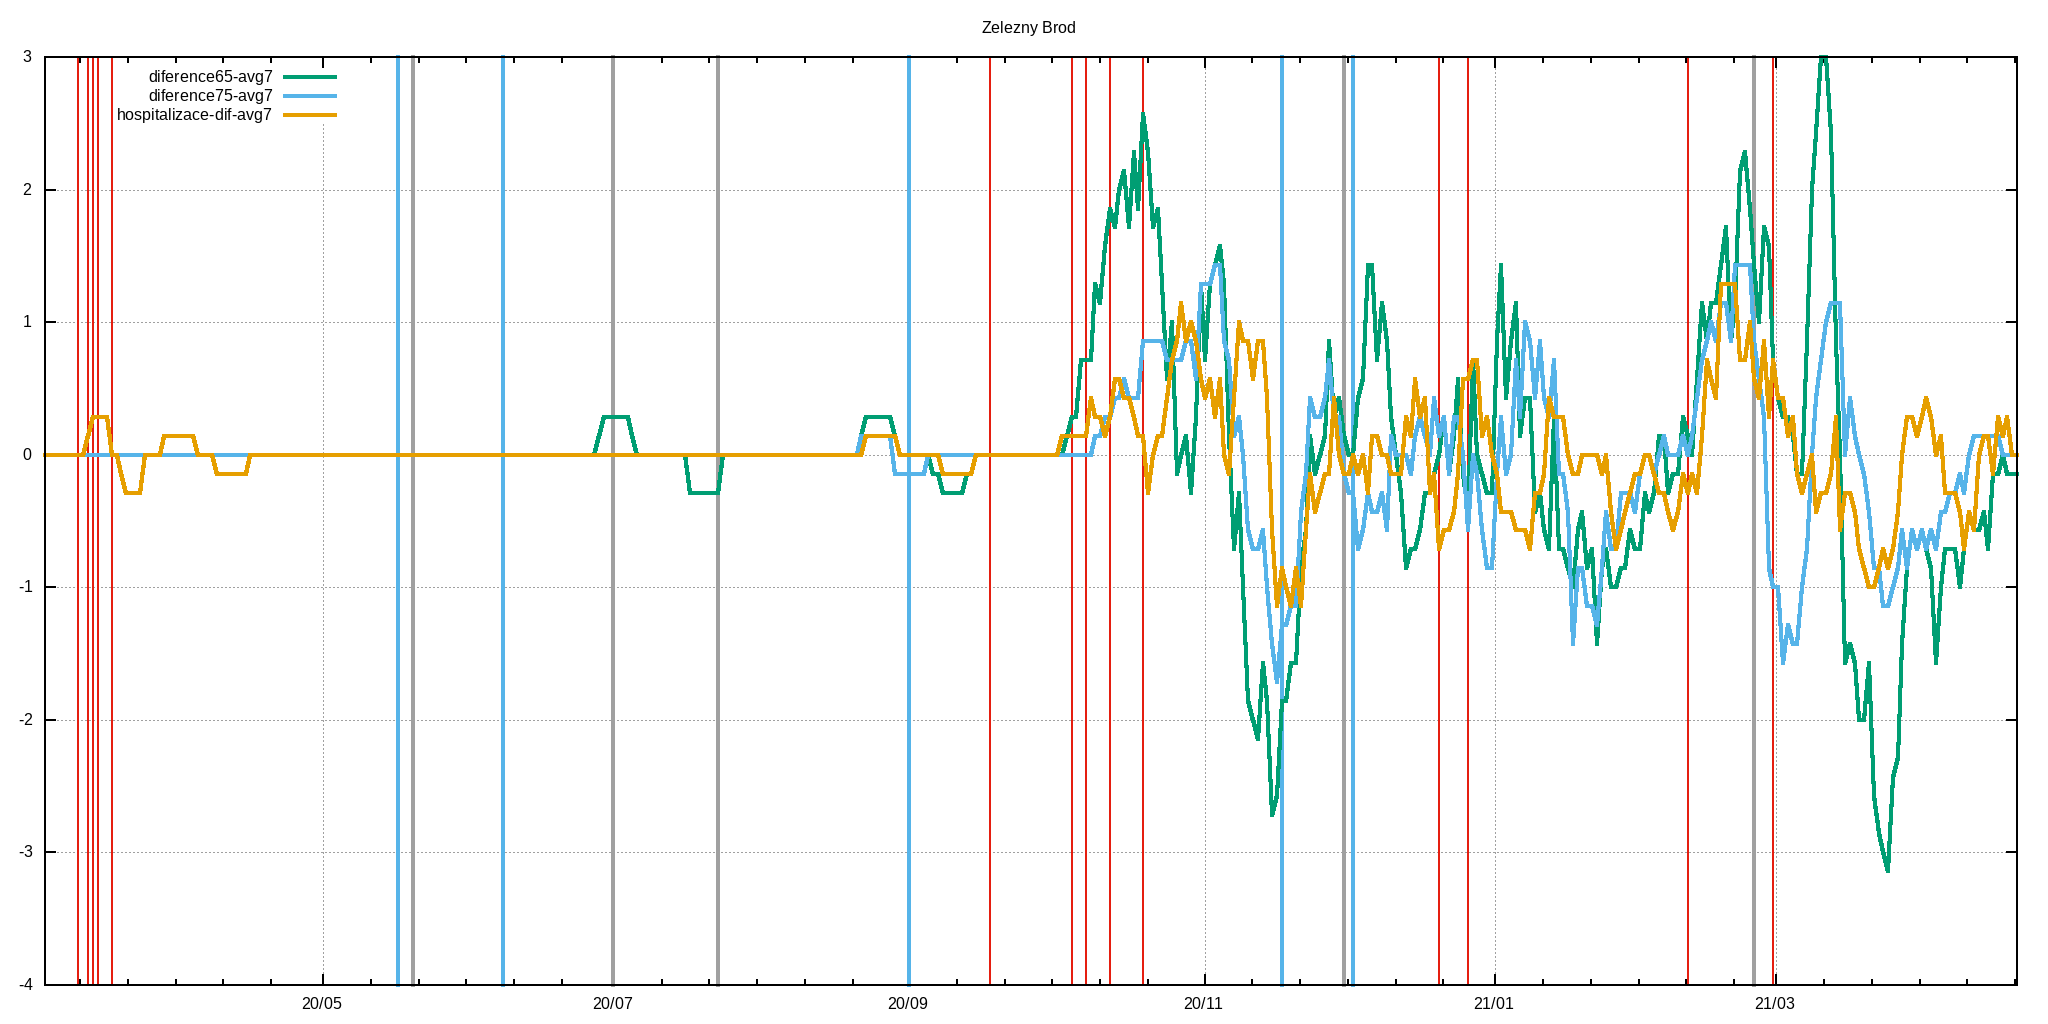 Zelezny Brod
diference65-avg7
diference75-avg7
hospitalizace-dif-avg7
3
2
1
0
-1
-2
-3
-4
20/05 20/07 20/09 20/11 21/01 21/03